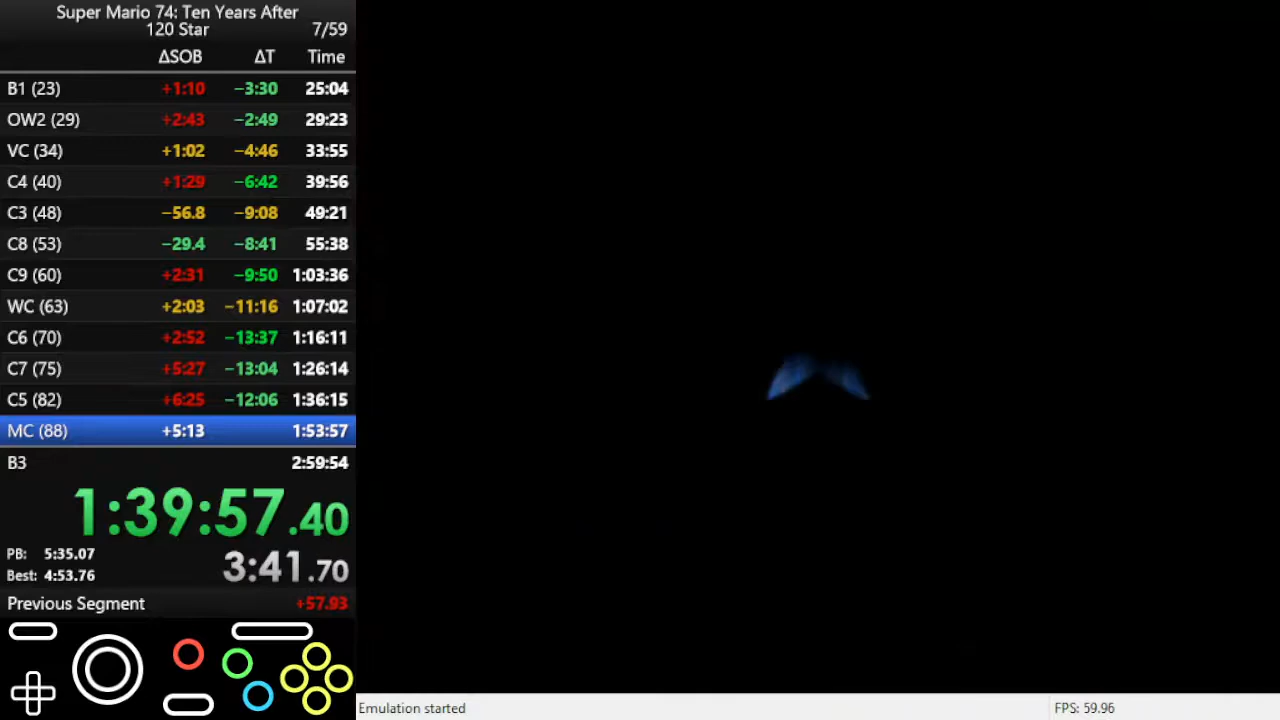 Super Mario 74: Ten Years After
120 Star 7/59
ΔSOB ΔT Time
B1 (23) +1:10 −3:30 25:04
OW2 (29) +2:43 −2:49 29:23
VC (34) +1:02 −4:46 33:55
C4 (40) +1:29 −6:42 39:56
C3 (48) −56.8 −9:08 49:21
C8 (53) −29.4 −8:41 55:38
C9 (60) +2:31 −9:50 1:03:36
WC (63) +2:03 −11:16 1:07:02
C6 (70) +2:52 −13:37 1:16:11
C7 (75) +5:27 −13:04 1:26:14
C5 (82) +6:25 −12:06 1:36:15
MC (88) +5:13 1:53:57
B3 2:59:54
1:39:57.40
PB: 5:35.07
Best: 4:53.76
3:41.70
Previous Segment +57.93
Emulation started FPS: 59.96